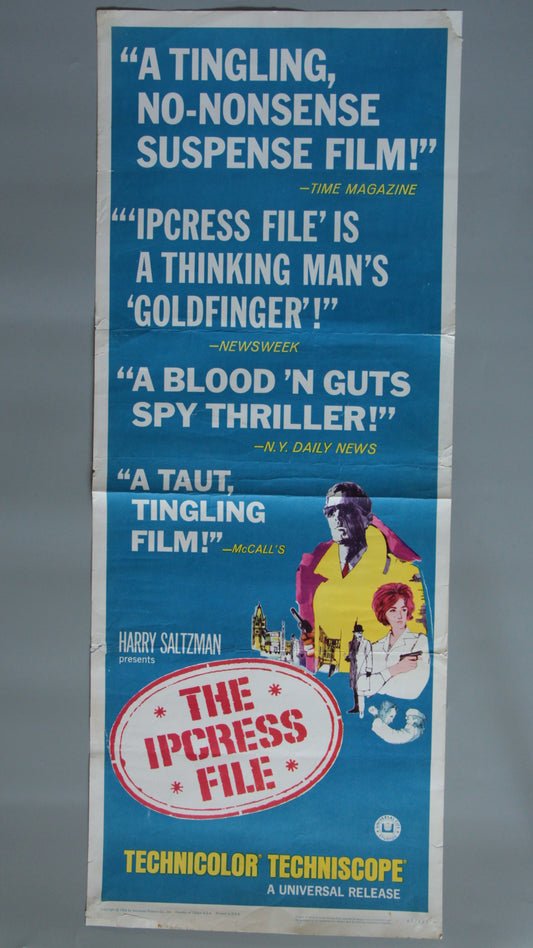 “A TINGLING,
NO-NONSENSE
SUSPENSE FILM!”
—TIME MAGAZINE
“‘IPCRESS FILE’ IS
A THINKING MAN’S
‘GOLDFINGER’!”
—NEWSWEEK
“A BLOOD ’N GUTS
SPY THRILLER!”
—N.Y. DAILY NEWS
“A TAUT,
TINGLING
FILM!” —McCALL’S
HARRY SALTZMAN
presents
THE
IPCRESS
FILE
TECHNICOLOR® TECHNISCOPE®
A UNIVERSAL RELEASE